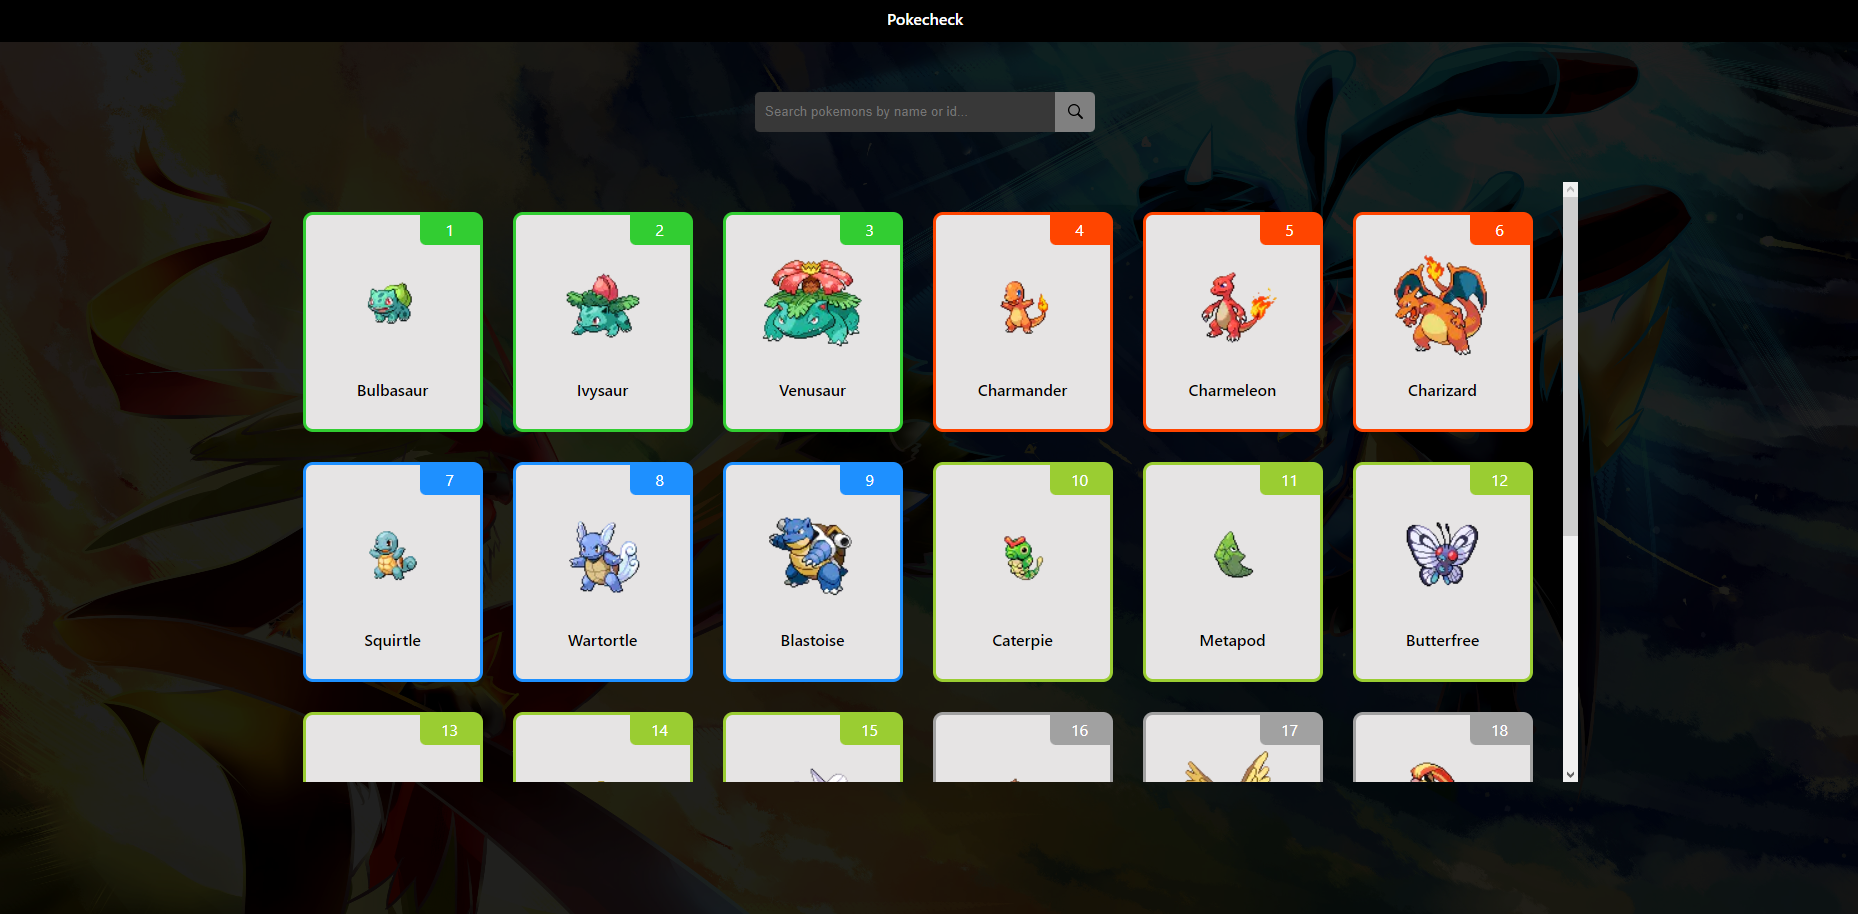 Pokecheck
Search pokemons by name or id...
1
2
3
4
5
6
Bulbasaur
Ivysaur
Venusaur
Charmander
Charmeleon
Charizard
7
8
9
10
11
12
Squirtle
Wartortle
Blastoise
Caterpie
Metapod
Butterfree
13
14
15
16
17
18